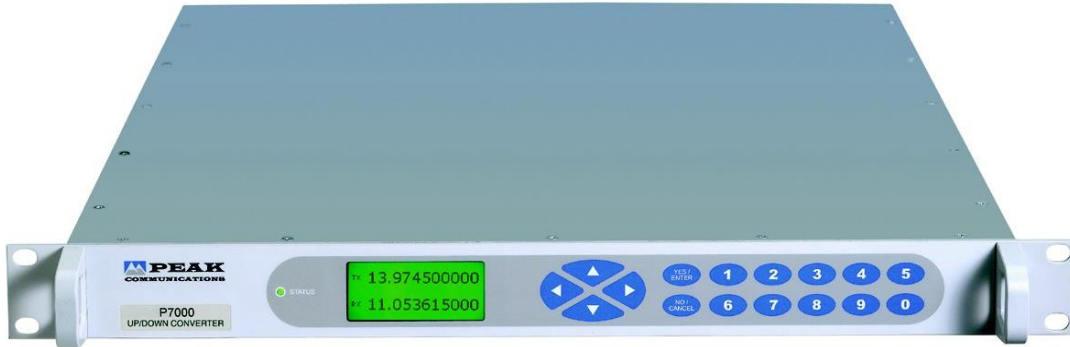 PEAK
COMMUNICATIONS
P7000
UP/DOWN CONVERTER
STATUS
TX 13.974500000
RX 11.053615000
YES /
ENTER
1 2 3 4 5
NO /
CANCEL
6 7 8 9 0